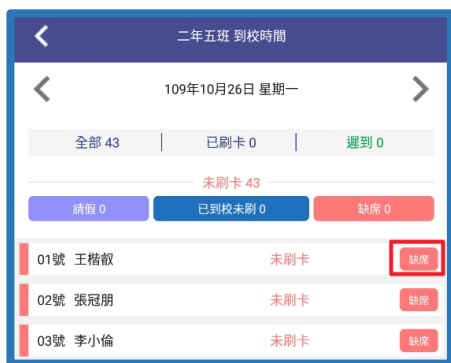 二年五班 到校時間
109年10月26日 星期一
全部 43 已刷卡 0 遲到 0
未刷卡 43
請假 0 已到校未刷 0 缺席 0
01號 王楷叡 未刷卡 缺席
02號 張冠朋 未刷卡 缺席
03號 李小倫 未刷卡 缺席